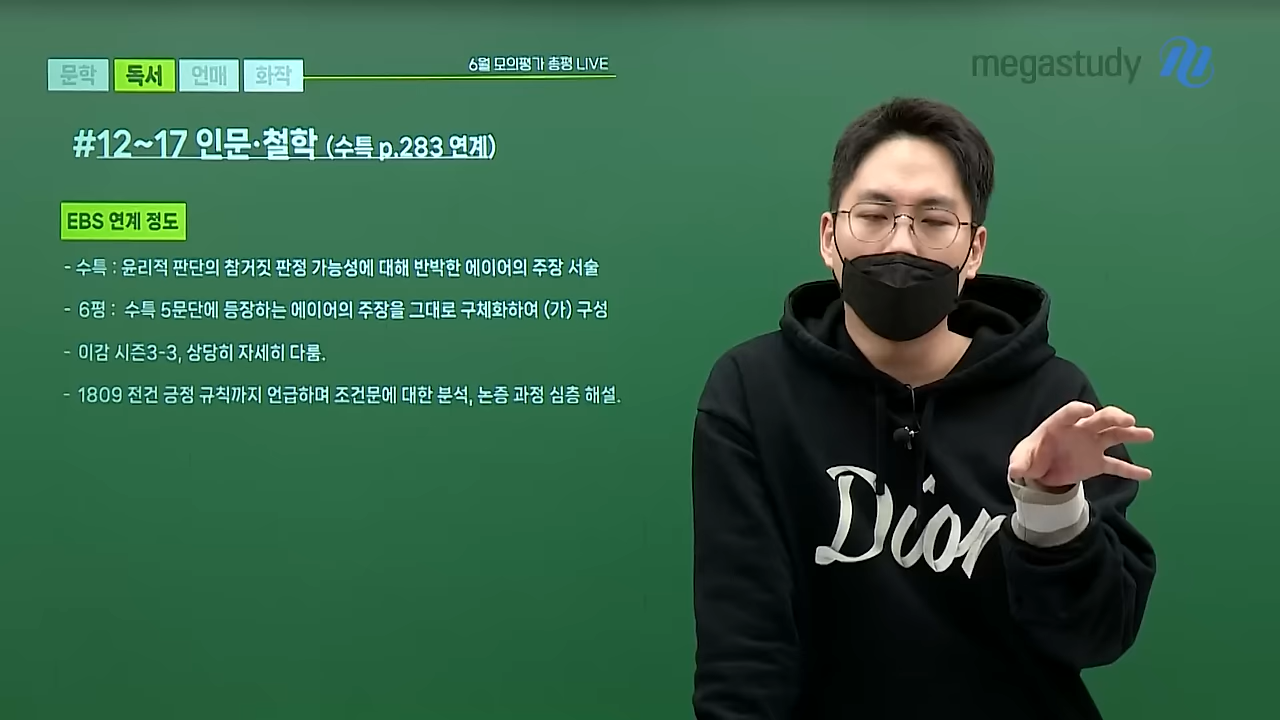 문학 독서 언매 화작
6월 모의평가 총평 LIVE
megastudy
#12~17 인문·철학 (수특 p.283 연계)
EBS 연계 정도
- 수특 : 윤리적 판단의 참거짓 판정 가능성에 대해 반박한 에이어의 주장 서술
- 6평 : 수특 5문단에 등장하는 에이어의 주장을 그대로 구체화하여 (가) 구성
- 이감 시즌3-3, 상당히 자세히 다룸.
- 1809 전건 긍정 규칙까지 언급하며 조건문에 대한 분석, 논증 과정 심층 해설.
Dior